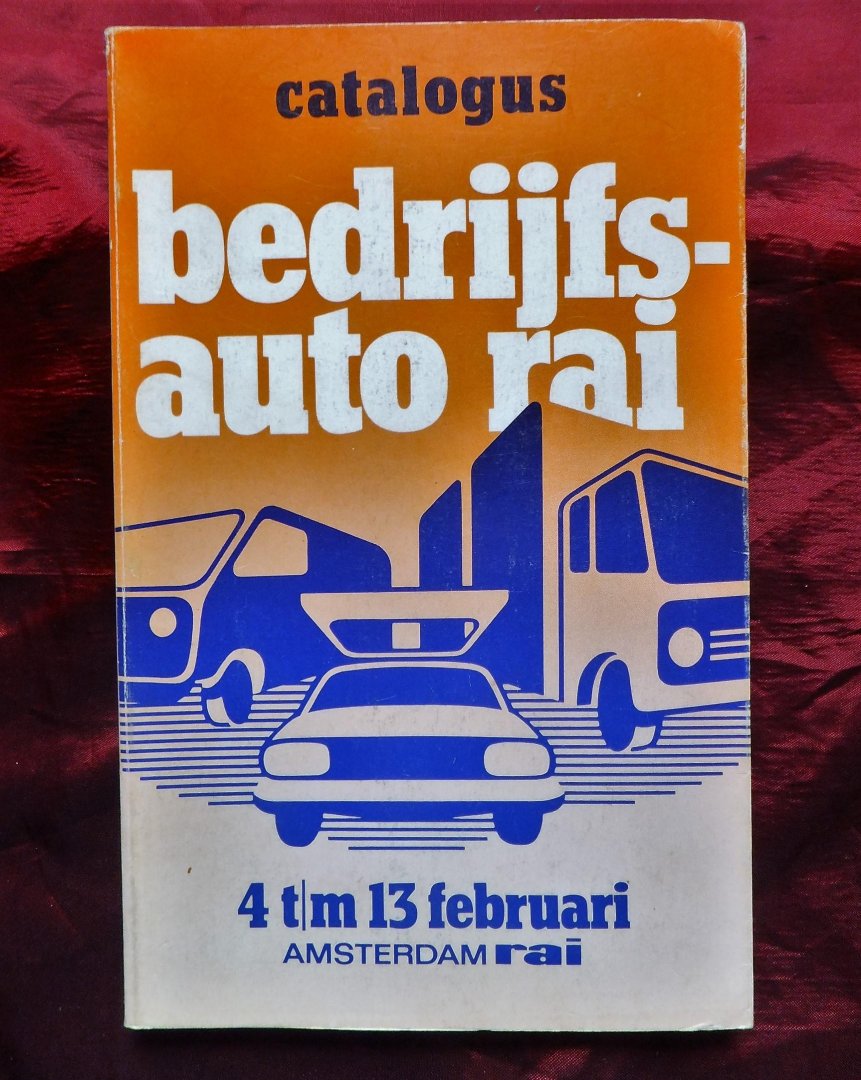 catalogus
bedrijfs-
auto rai
4 t|m 13 februari
AMSTERDAM rai